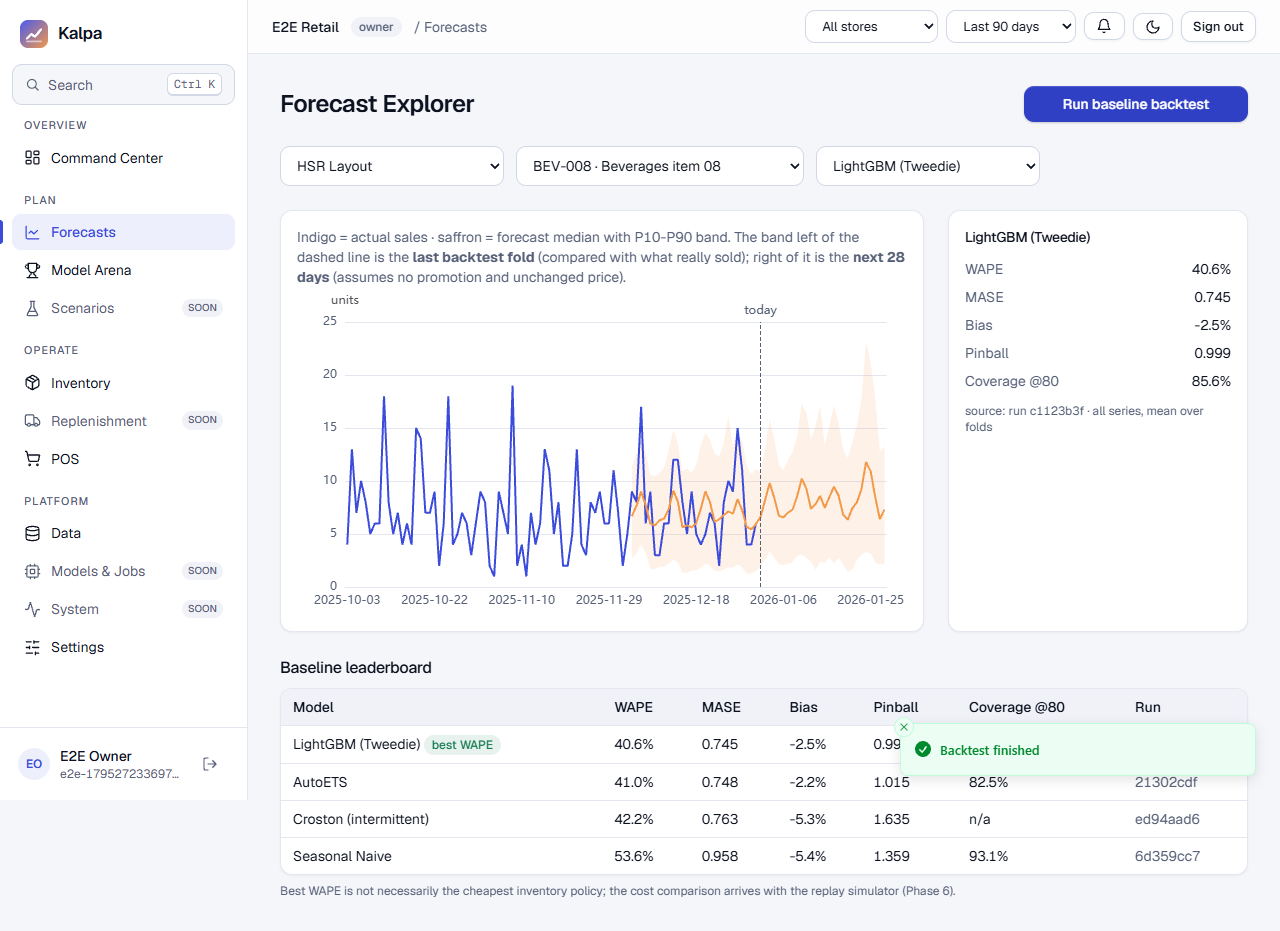 Kalpa
Search
Ctrl K
OVERVIEW
Command Center
PLAN
Forecasts
Model Arena
Scenarios SOON
OPERATE
Inventory
Replenishment SOON
POS
PLATFORM
Data
Models & Jobs SOON
System SOON
Settings
EO
E2E Owner
e2e-179527233697...
E2E Retail owner / Forecasts
All stores
Last 90 days
Sign out
Forecast Explorer
Run baseline backtest
HSR Layout
BEV-008 · Beverages item 08
LightGBM (Tweedie)
Indigo = actual sales · saffron = forecast median with P10-P90 band. The band left of the
dashed line is the last backtest fold (compared with what really sold); right of it is the next 28
days (assumes no promotion and unchanged price).
units
today
25
20
15
10
5
0
2025-10-03 2025-10-22 2025-11-10 2025-11-29 2025-12-18 2026-01-06 2026-01-25
LightGBM (Tweedie)
WAPE 40.6%
MASE 0.745
Bias -2.5%
Pinball 0.999
Coverage @80 85.6%
source: run c1123b3f · all series, mean over
folds
Baseline leaderboard
Model WAPE MASE Bias Pinball Coverage @80 Run
LightGBM (Tweedie) best WAPE 40.6% 0.745 -2.5% 0.99
Backtest finished
AutoETS 41.0% 0.748 -2.2% 1.015 82.5% 21302cdf
Croston (intermittent) 42.2% 0.763 -5.3% 1.635 n/a ed94aad6
Seasonal Naive 53.6% 0.958 -5.4% 1.359 93.1% 6d359cc7
Best WAPE is not necessarily the cheapest inventory policy; the cost comparison arrives with the replay simulator (Phase 6).